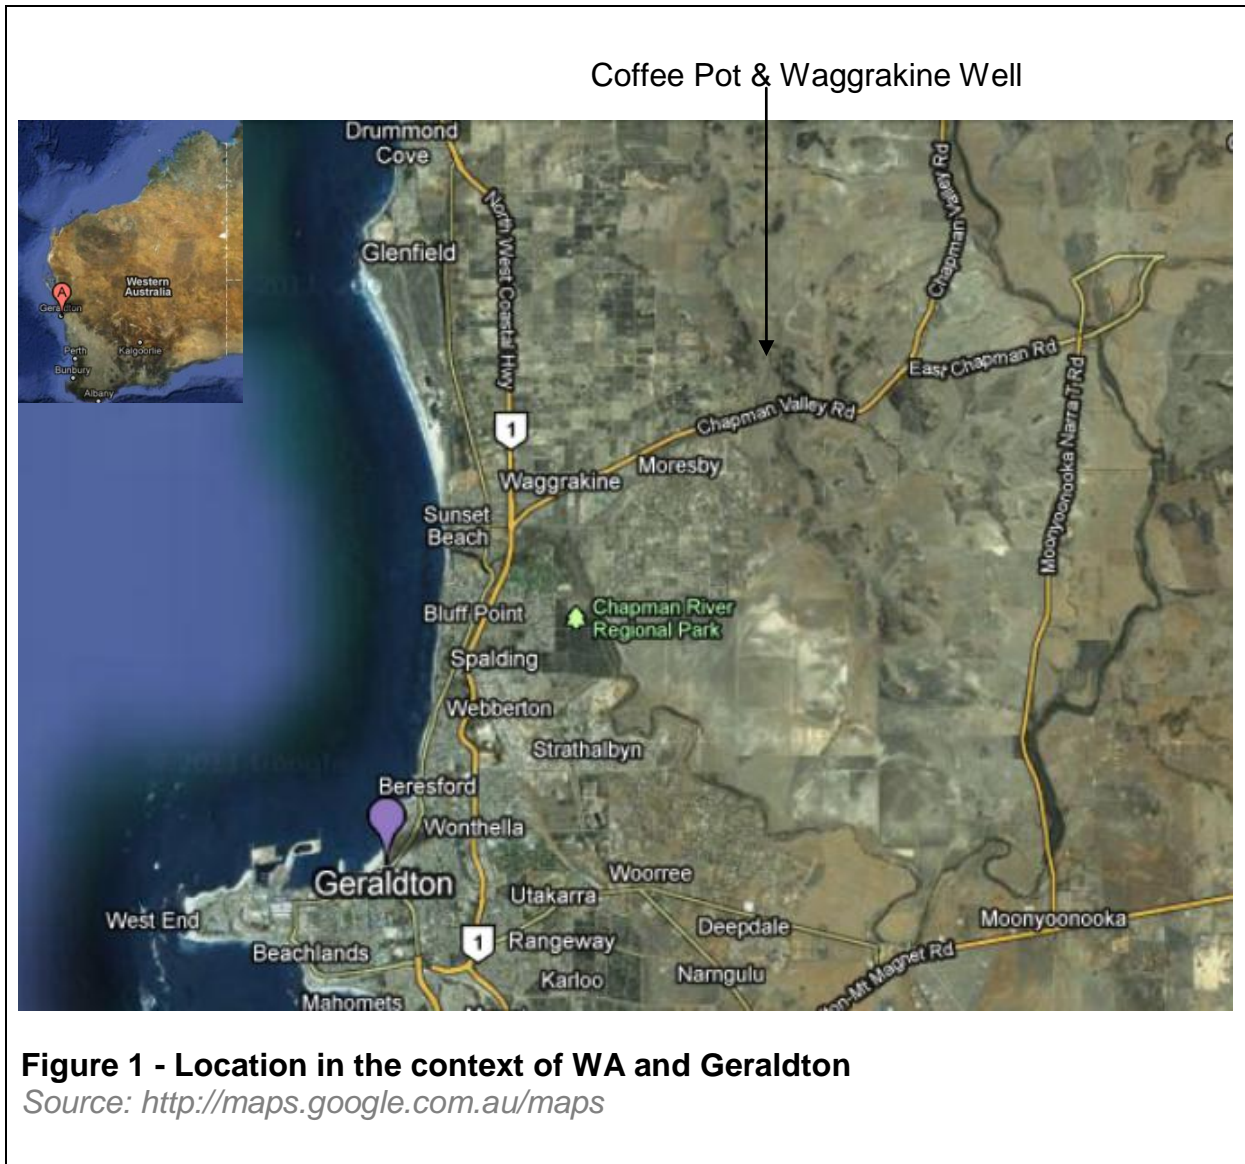 Coffee Pot & Waggrakine Well
Drummond
Cove
North West Coastal Hwy
Glenfield
Chapman Valley Rd
Western
Australia
A
Geraldton
Perth
Kalgoorlie
Bunbury
Albany
East Chapman Rd
Moonyoonooka Narra T Rd
1
Chapman Valley Rd
Moresby
Waggrakine
Sunset
Beach
Bluff Point
Chapman River
Regional Park
Spalding
Webberton
Strathalbyn
Beresford
Wonthella
Geraldton
Woorree
Utakarra
West End
Deepdale
Moonyoonooka
1
Rangeway
Beachlands
Karloo
Narngulu
on-Mt Magnet Rd
Mahomets
Figure 1 - Location in the context of WA and Geraldton
Source: http://maps.google.com.au/maps